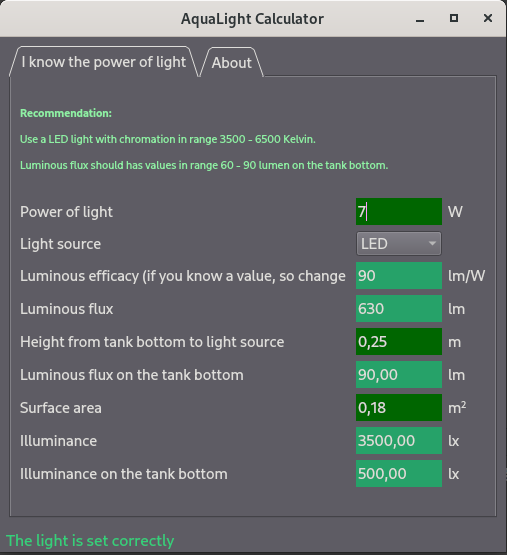 AquaLight Calculator
I know the power of light About
Recommendation:
Use a LED light with chromation in range 3500 - 6500 Kelvin.
Luminous flux should has values in range 60 - 90 lumen on the tank bottom.
Power of light 7 W
Light source LED
Luminous efficacy (if you know a value, so change 90 lm/W
Luminous flux 630 lm
Height from tank bottom to light source 0,25 m
Luminous flux on the tank bottom 90,00 lm
Surface area 0,18 m²
Illuminance 3500,00 lx
Illuminance on the tank bottom 500,00 lx
The light is set correctly